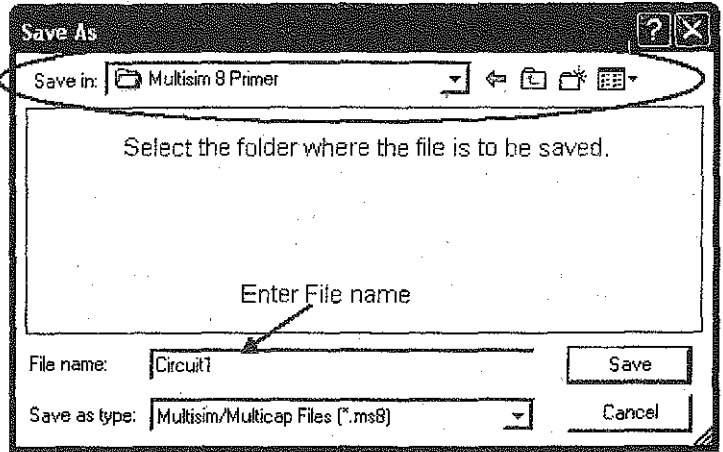 Save As
Save in: Multisim 8 Primer
Select the folder where the file is to be saved.
Enter File name
File name: Circuit1 Save
Save as type: Multisim/Multicap Files (*.ms8) Cancel